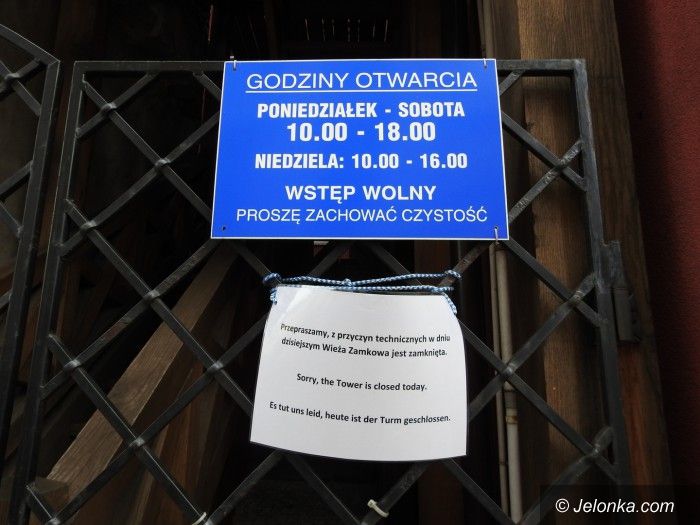 GODZINY OTWARCIA
PONIEDZIAŁEK - SOBOTA
10.00 - 18.00
NIEDZIELA: 10.00 - 16.00
WSTĘP WOLNY
PROSZĘ ZACHOWAĆ CZYSTOŚĆ
Przepraszamy, z przyczyn technicznych w dniu
dzisiejszym Wieża Zamkowa jest zamknięta.
Sorry, the Tower is closed today.
Es tut uns leid, heute ist der Turm geschlossen.
© Jelonka.com